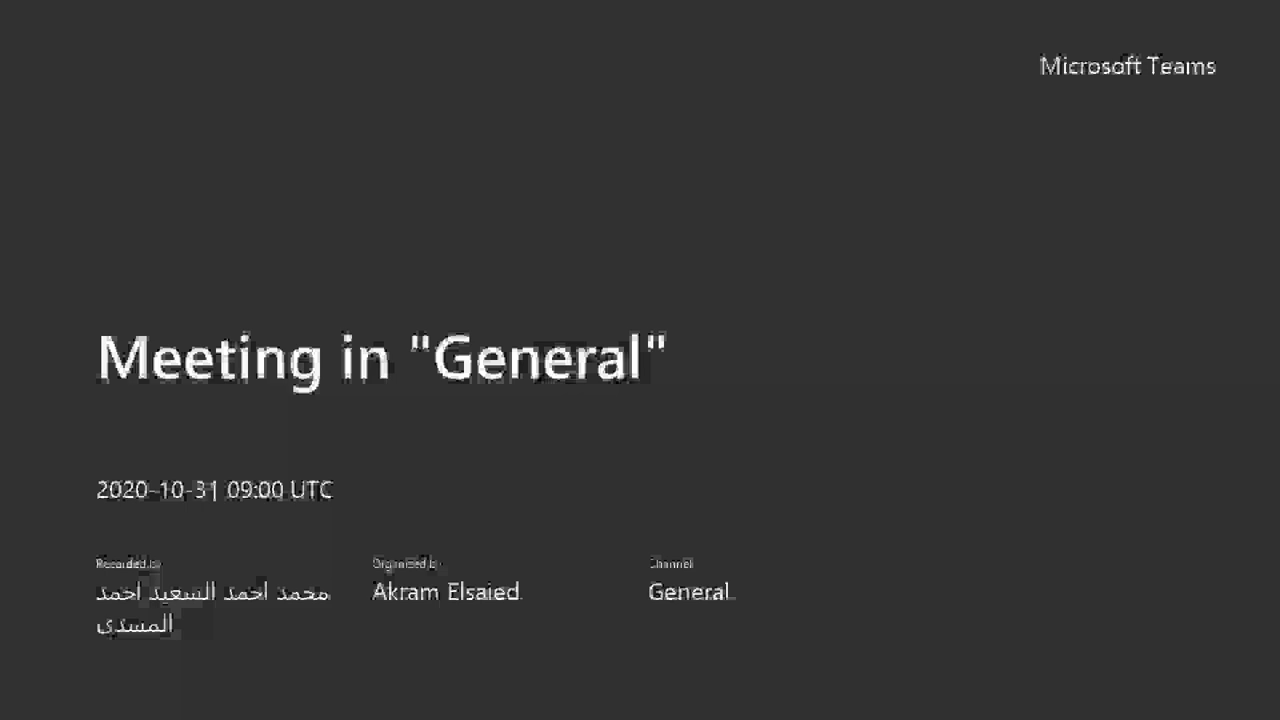 Microsoft Teams
Meeting in "General"
2020-10-31 09:00 UTC
Recorded by
محمد احمد السعيد احمد
المسدى
Organized by
Akram Elsaied
Channel
General